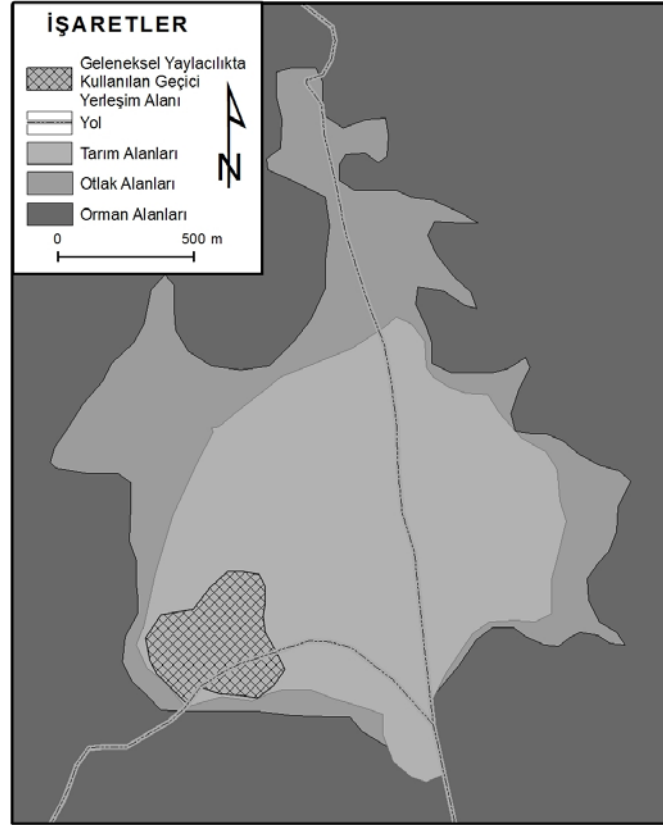 İŞARETLER
Geleneksel Yaylacılıkta
Kullanılan Geçici
Yerleşim Alanı
Yol
Tarım Alanları
Otlak Alanları
Orman Alanları
0 500 m
N